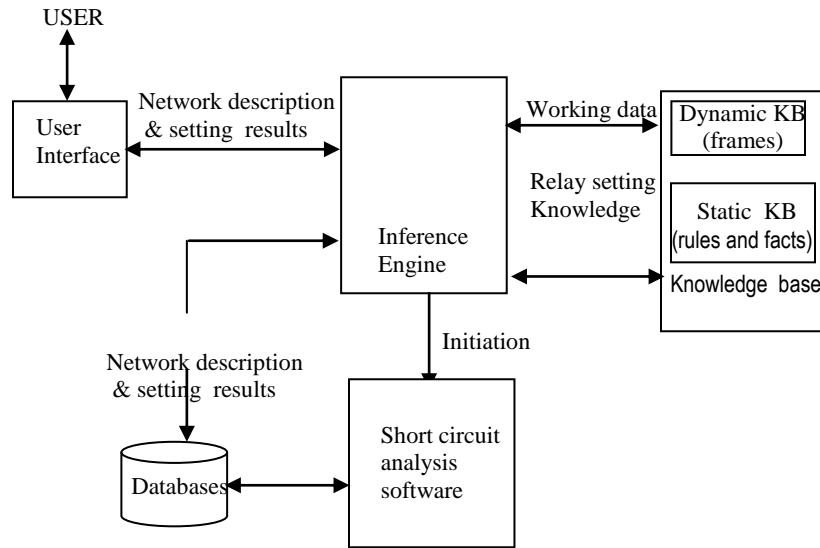 USER
User
Interface
Network description
& setting results
Inference
Engine
Working data
Dynamic KB
(frames)
Relay setting
Knowledge
Static KB
(rules and facts)
Knowledge base
Initiation
Network description
& setting results
Databases
Short circuit
analysis
software